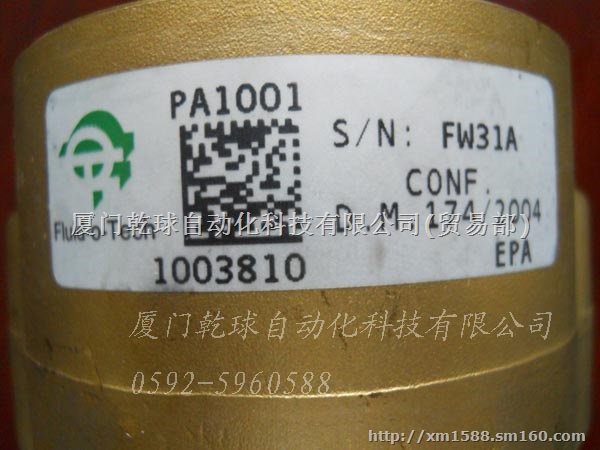 PA1001
S/N: FW31A
CONF.
D.M 174/2004
EPA
Fluid-o-Tech
1003810
厦门乾球自动化科技有限公司(贸易部)
厦门乾球自动化科技有限公司
0592-5960588
http://xm1588.sm160.com